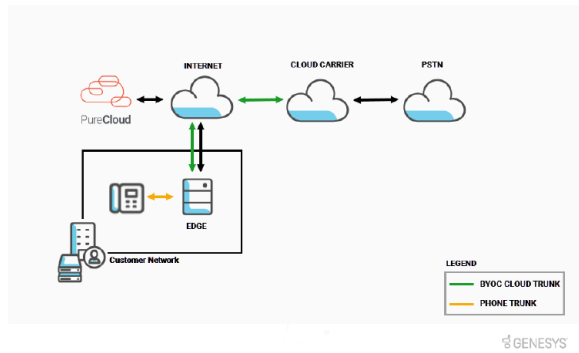 INTERNET
CLOUD CARRIER
PSTN
PureCloud
EDGE
Customer Network
LEGEND
BYOC CLOUD TRUNK
PHONE TRUNK
GENESYS